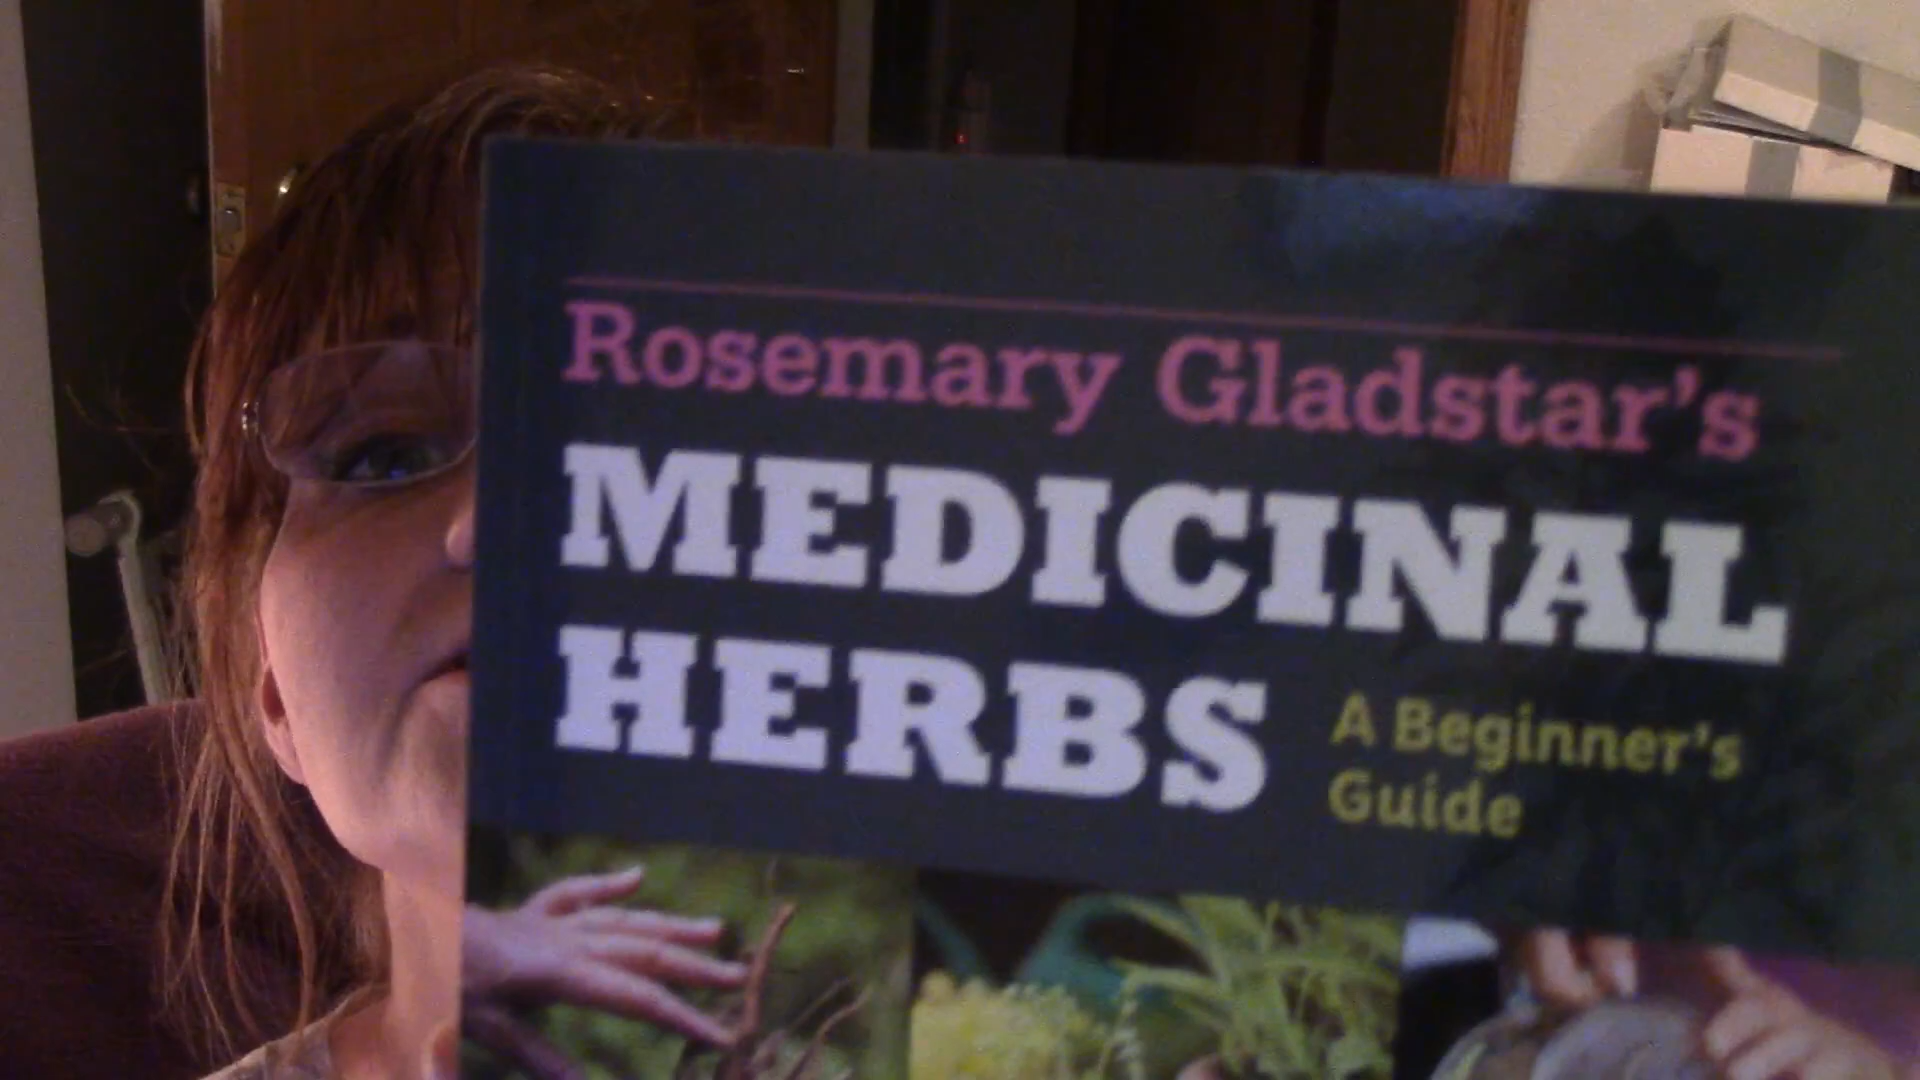 Rosemary Gladstar's
MEDICINAL
HERBS
A Beginner's
Guide